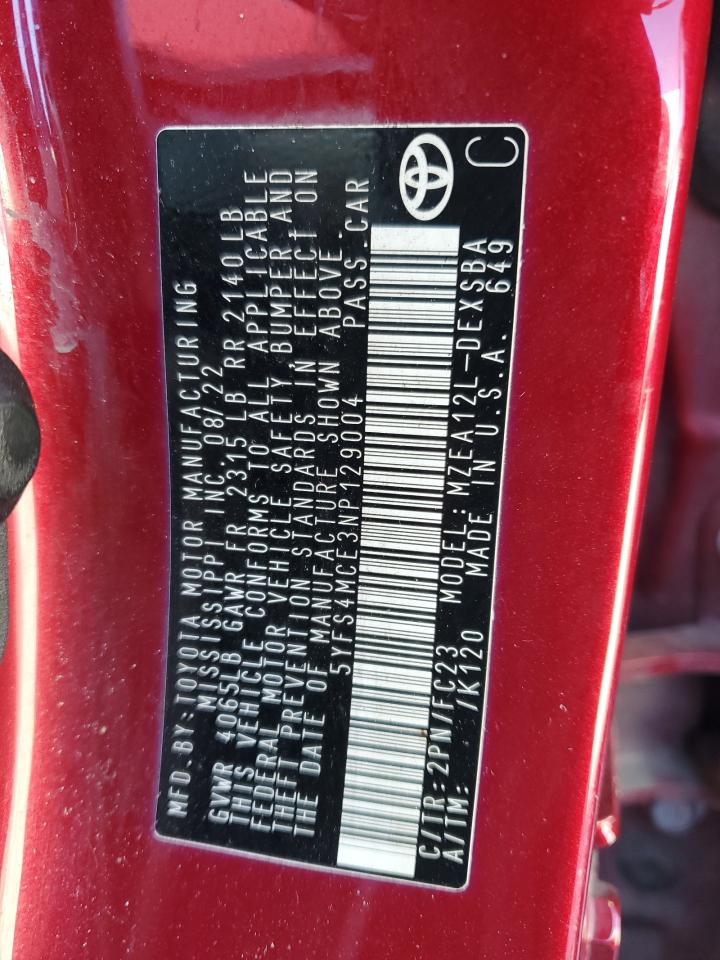 MFD.BY:TOYOTA MOTOR MANUFACTURING
MISSISSIPPI INC. 08/22
GVWR 4065LB GAWR FR 2315 LB RR 2140LB
THIS VEHICLE CONFORMS TO ALL APPLICABLE
FEDERAL MOTOR VEHICLE SAFETY, BUMPER AND
THEFT PREVENTION STANDARDS IN EFFECT ON
THE DATE OF MANUFACTURE SHOWN ABOVE.
5YFS4MCE3NP129004 PASS.CAR
C/TR:2PN/FC23 MODEL:MZEA12L-DEXSBA
A/TM: /K120 MADE IN U.S.A. 649
C